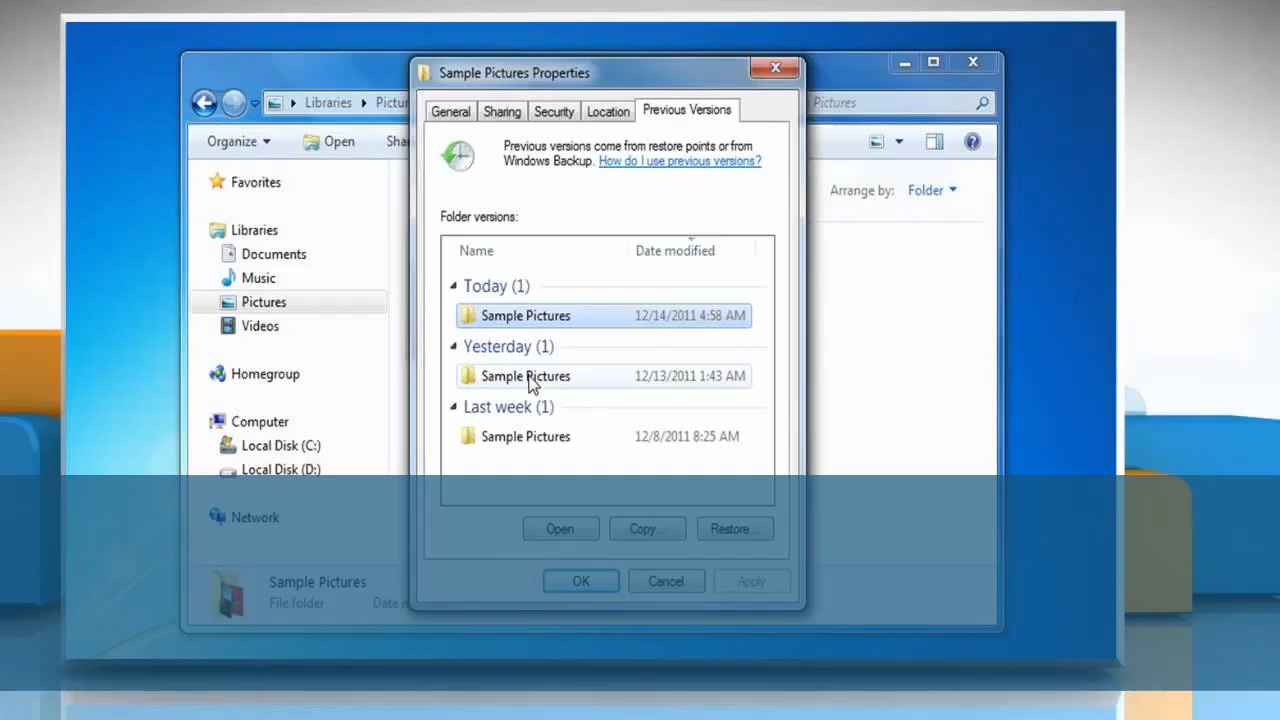 Sample Pictures Properties
Libraries
Pictur
Pictures
General
Sharing
Security
Location
Previous Versions
Organize
Open
Shar
Previous versions come from restore points or from
Windows Backup. How do I use previous versions?
Favorites
Arrange by: Folder
Folder versions:
Libraries
Documents
Music
Pictures
Videos
Homegroup
Computer
Local Disk (C:)
Local Disk (D:)
Network
Name Date modified
Today (1)
Sample Pictures 12/14/2011 4:58 AM
Yesterday (1)
Sample Pictures 12/13/2011 1:43 AM
Last week (1)
Sample Pictures 12/8/2011 8:25 AM
Open
Copy...
Restore...
OK
Cancel
Apply
Sample Pictures
File folder Date m